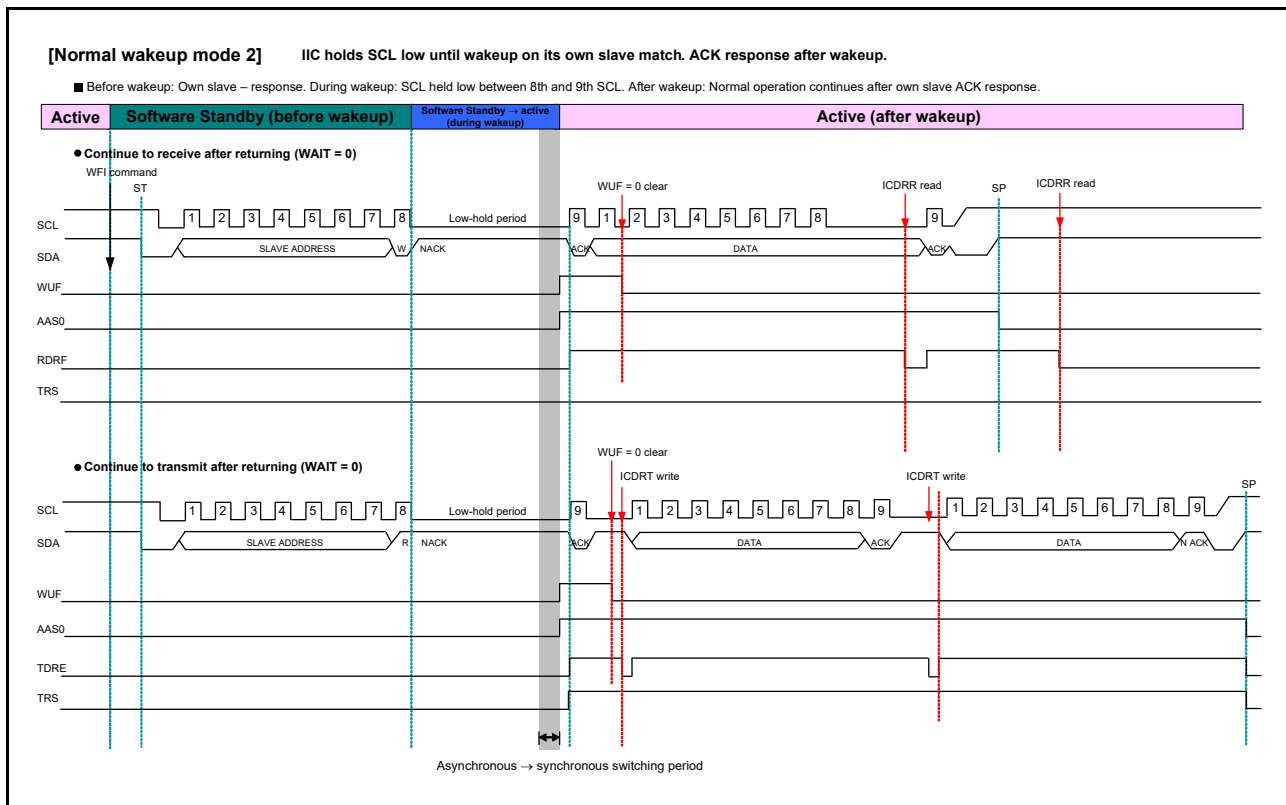 [Normal wakeup mode 2] IIC holds SCL low until wakeup on its own slave match. ACK response after wakeup.
■ Before wakeup: Own slave – response. During wakeup: SCL held low between 8th and 9th SCL. After wakeup: Normal operation continues after own slave ACK response.
Active Software Standby (before wakeup) Software Standby → active (during wakeup) Active (after wakeup)
● Continue to receive after returning (WAIT = 0)
WFI command
ST WUF = 0 clear ICDRR read SP ICDRR read
SCL 1 2 3 4 5 6 7 8 Low-hold period 9 1 2 3 4 5 6 7 8 9
SDA SLAVE ADDRESS W NACK ACK DATA ACK
WUF
AAS0
RDRF
TRS
● Continue to transmit after returning (WAIT = 0)
WUF = 0 clear
ICDRT write ICDRT write SP
SCL 1 2 3 4 5 6 7 8 Low-hold period 9 1 2 3 4 5 6 7 8 9 1 2 3 4 5 6 7 8 9
SDA SLAVE ADDRESS R NACK ACK DATA ACK DATA N ACK
WUF
AAS0
TDRE
TRS
Asynchronous → synchronous switching period